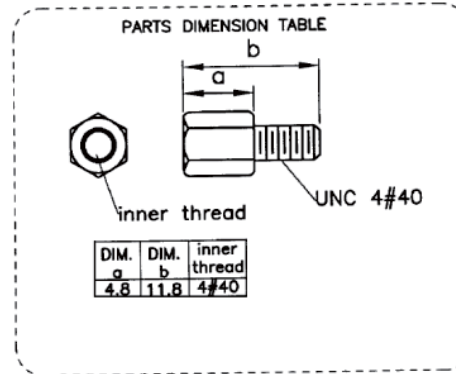 PARTS DIMENSION TABLE
b
a
inner thread
UNC 4#40
DIM. a DIM. b inner thread
4.8 11.8 4#40